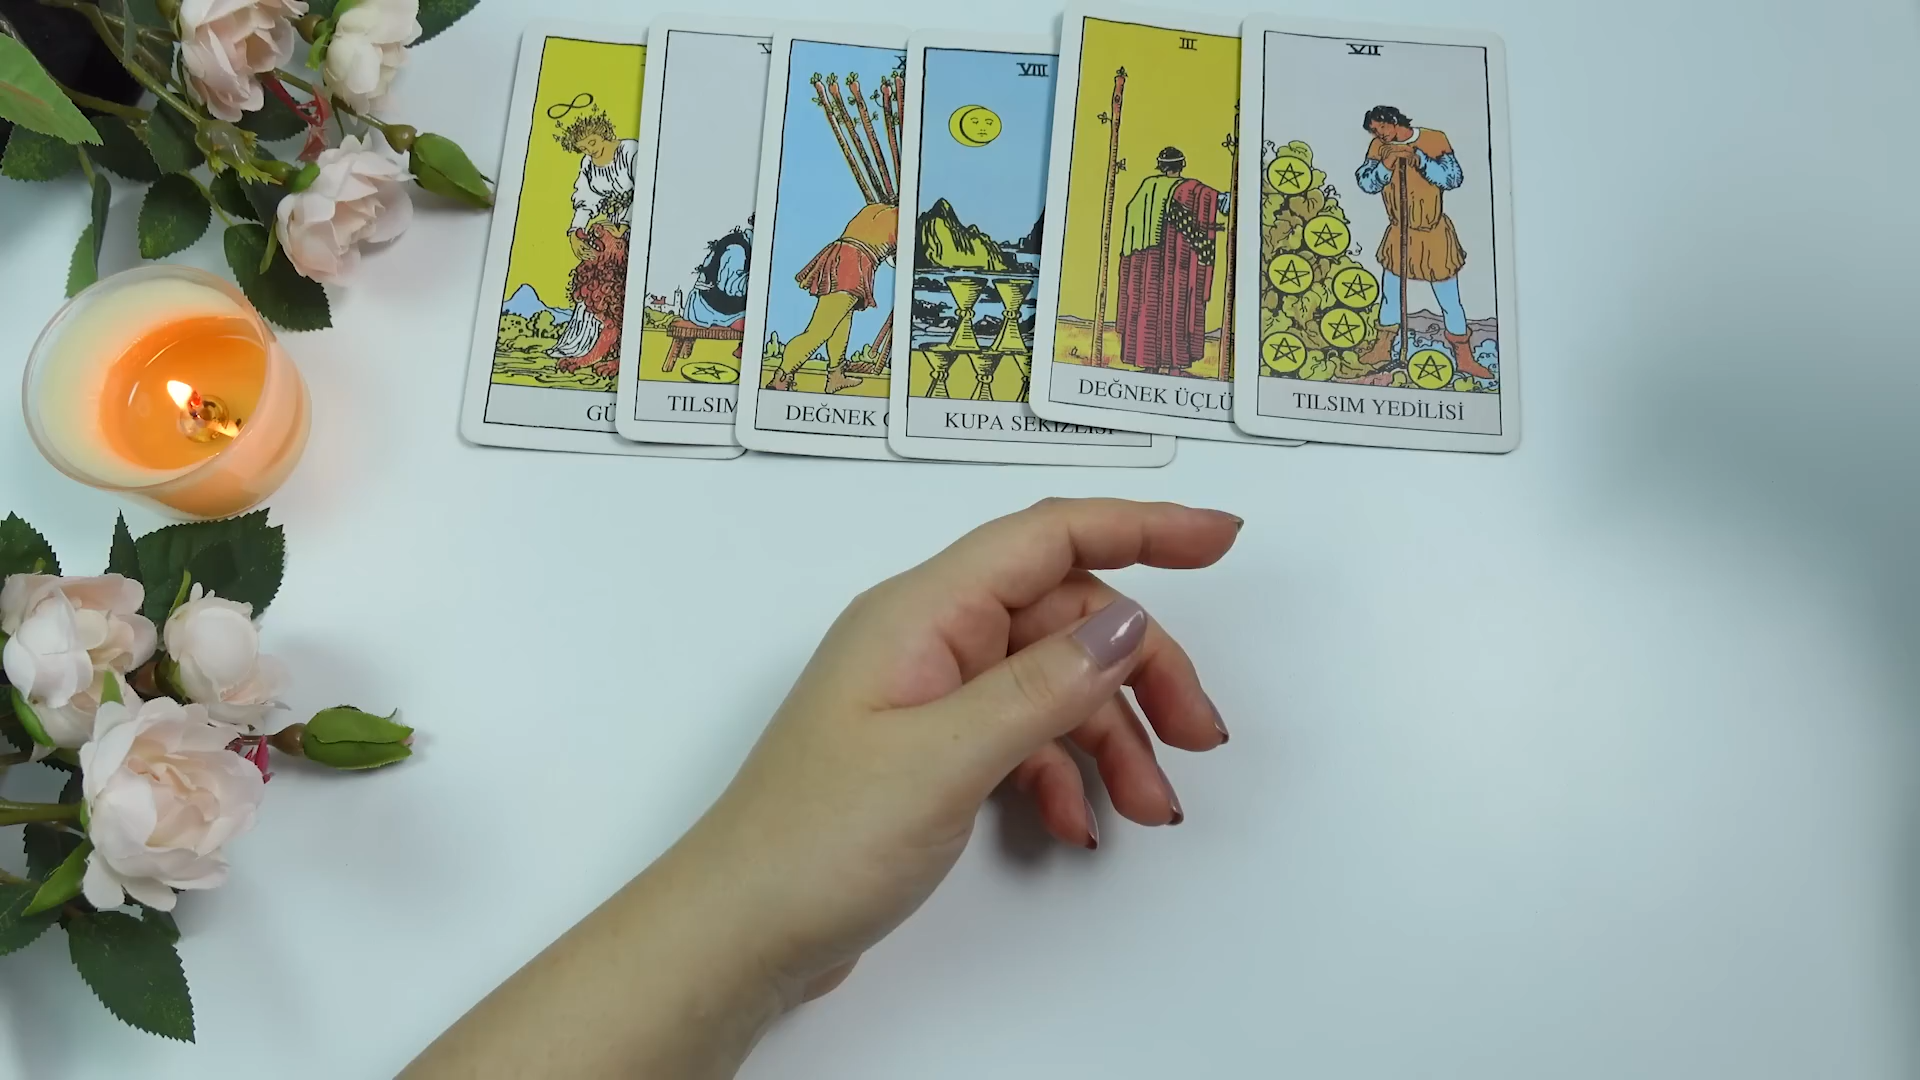 III
VII
VIII
GÜ
TILSIM
DEĞNEK
KUPA SEKİZLİSİ
DEĞNEK ÜÇLÜ
TILSIM YEDİLİSİ